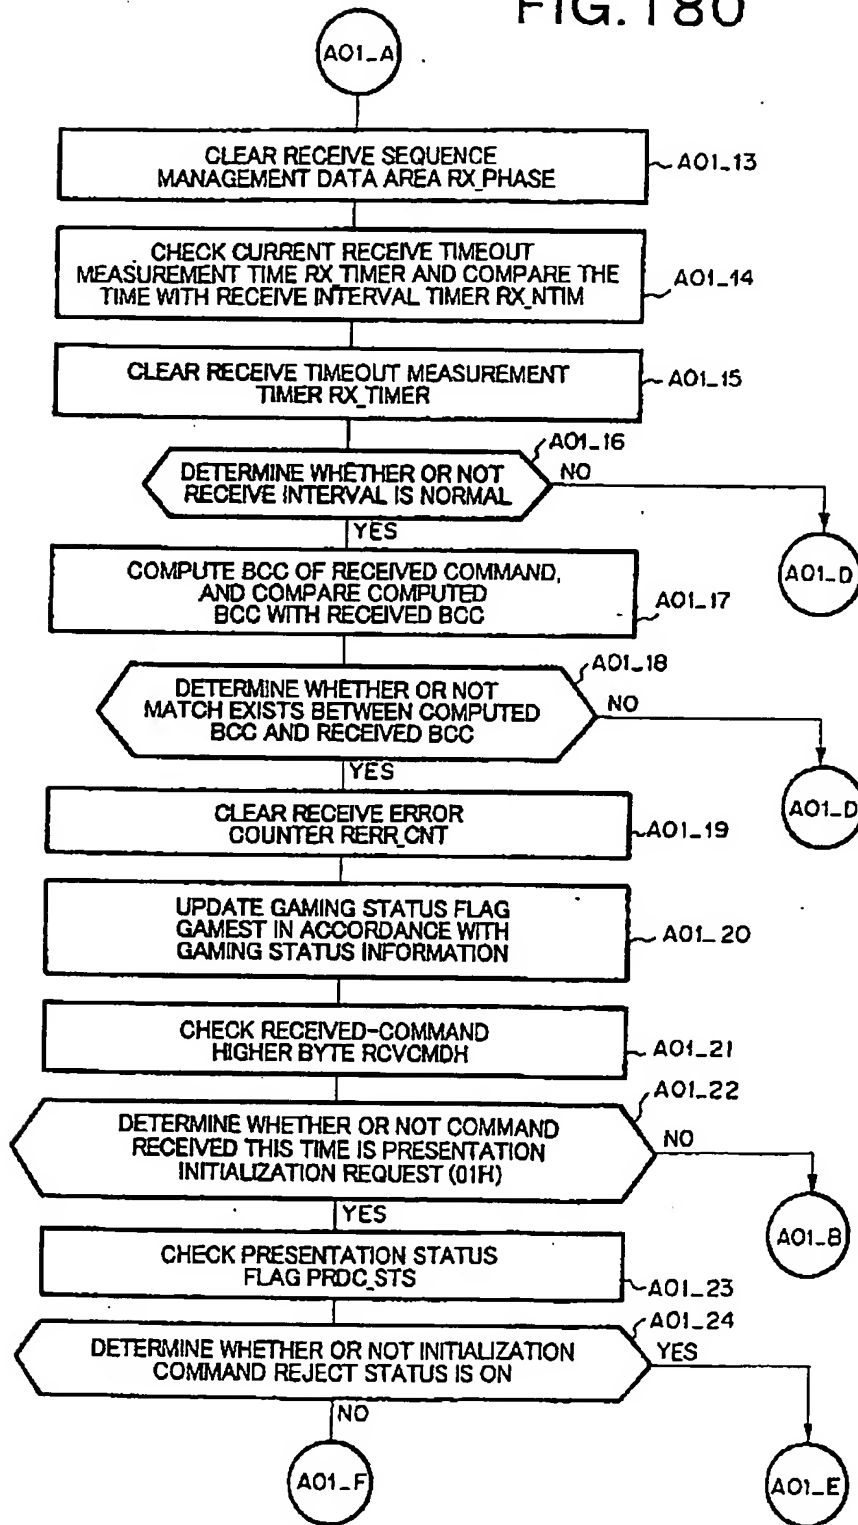 FIG. 180
A01_A
CLEAR RECEIVE SEQUENCE
MANAGEMENT DATA AREA RX_PHASE
A01_13
CHECK CURRENT RECEIVE TIMEOUT
MEASUREMENT TIME RX_TIMER AND COMPARE THE
TIME WITH RECEIVE INTERVAL TIMER RX_NTIM
A01_14
CLEAR RECEIVE TIMEOUT MEASUREMENT
TIMER RX_TIMER
A01_15
A01_16
DETERMINE WHETHER OR NOT
RECEIVE INTERVAL IS NORMAL
NO
YES
A01_D
COMPUTE BCC OF RECEIVED COMMAND,
AND COMPARE COMPUTED
BCC WITH RECEIVED BCC
A01_17
A01_18
DETERMINE WHETHER OR NOT
MATCH EXISTS BETWEEN COMPUTED
BCC AND RECEIVED BCC
NO
YES
A01_D
CLEAR RECEIVE ERROR
COUNTER RERR_CNT
A01_19
UPDATE GAMING STATUS FLAG
GAMEST IN ACCORDANCE WITH
GAMING STATUS INFORMATION
A01_20
CHECK RECEIVED-COMMAND
HIGHER BYTE RCVCMDH
A01_21
A01_22
DETERMINE WHETHER OR NOT COMMAND
RECEIVED THIS TIME IS PRESENTATION
INITIALIZATION REQUEST (01H)
NO
YES
A01_B
CHECK PRESENTATION STATUS
FLAG PRDC_STS
A01_23
A01_24
DETERMINE WHETHER OR NOT INITIALIZATION
COMMAND REJECT STATUS IS ON
YES
NO
A01_F
A01_E